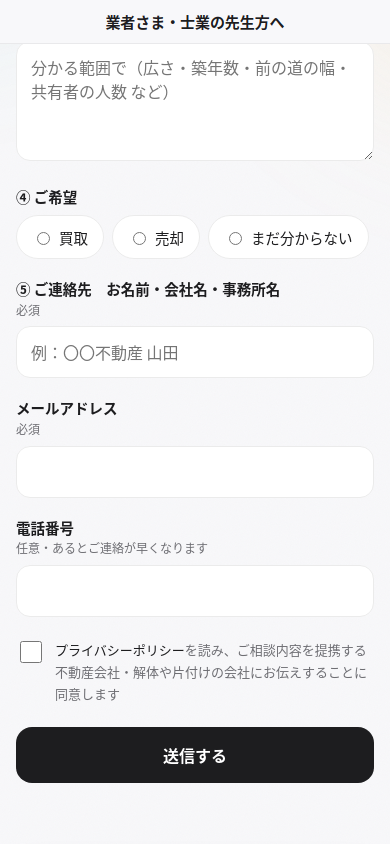 業者さま・士業の先生方へ
分かる範囲で（広さ・築年数・前の道の幅・
共有者の人数 など）
④ ご希望
買取
売却
まだ分からない
⑤ ご連絡先　お名前・会社名・事務所名
必須
例：〇〇不動産 山田
メールアドレス
必須
電話番号
任意・あるとご連絡が早くなります
プライバシーポリシーを読み、ご相談内容を提携する
不動産会社・解体や片付けの会社にお伝えすることに
同意します
送信する